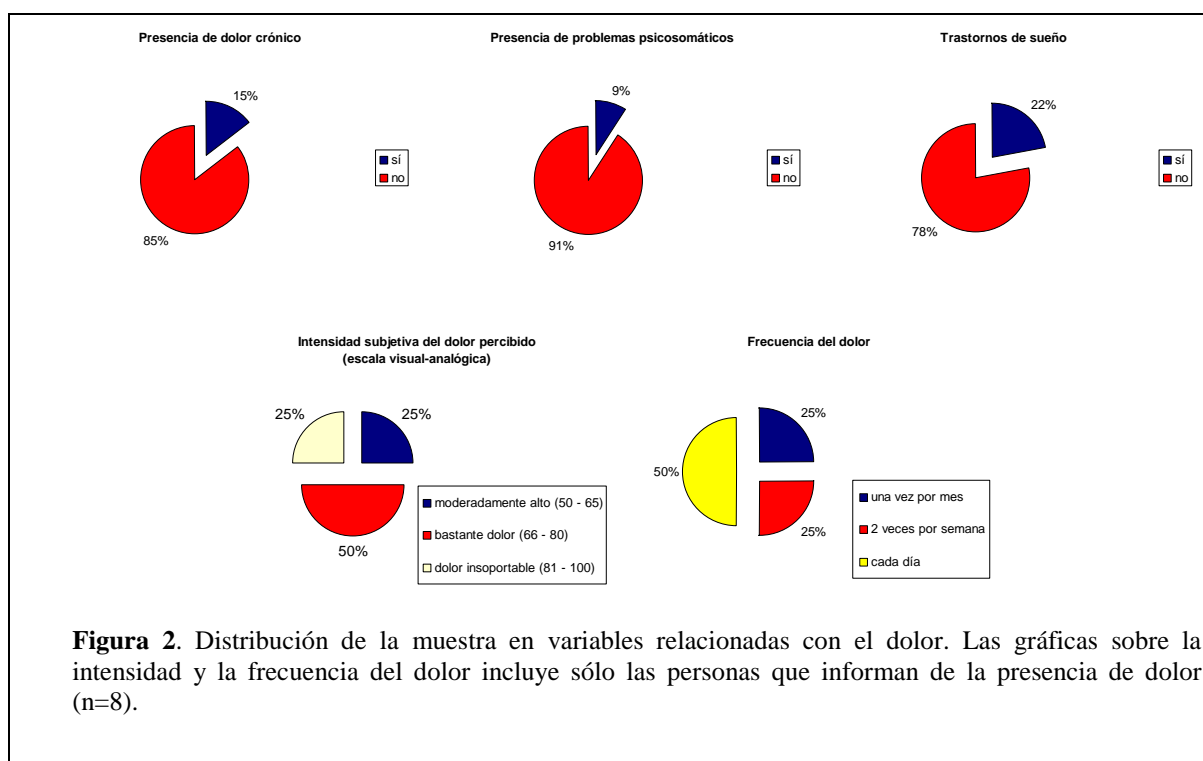 Presencia de dolor crónico
15%
85%
sí
no
Presencia de problemas psicosomáticos
9%
91%
sí
no
Trastornos de sueño
22%
78%
sí
no
Intensidad subjetiva del dolor percibido
(escala visual-analógica)
25%
25%
50%
moderadamente alto (50 - 65)
bastante dolor (66 - 80)
dolor insoportable (81 - 100)
Frecuencia del dolor
25%
50%
25%
una vez por mes
2 veces por semana
cada día
Figura 2. Distribución de la muestra en variables relacionadas con el dolor. Las gráficas sobre la
intensidad y la frecuencia del dolor incluye sólo las personas que informan de la presencia de dolor
(n=8).